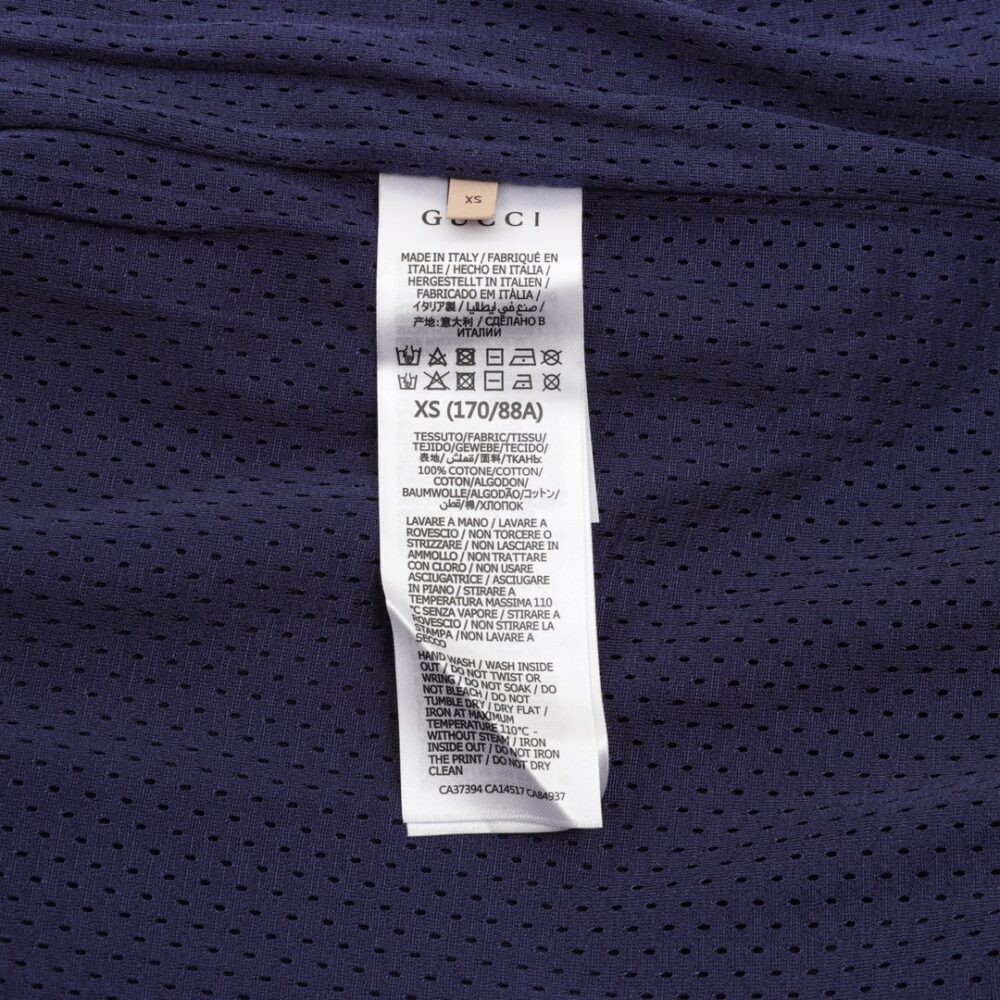 XS
GUCCI
MADE IN ITALY / FABRIQUÉ EN
ITALIE / HECHO EN ITALIA /
HERGESTELLT IN ITALIEN /
FABRICADO EM ITÀLIA /
イタリア製 / صنع في ايطاليا /
产地: 意大利 / СДЕЛАНО В
ИТАЛИИ
XS (170/88A)
TESSUTO/FABRIC/TISSU/
TEJIDO/GEWEBE/TECIDO/
表地/قماش/面料/ТКАНЬ:
100% COTONE/COTTON/
COTON/ALGODON/
BAUMWOLLE/ALGODÃO/コットン/
قطن/棉/ХЛОПОК
LAVARE A MANO / LAVARE A
ROVESCIO / NON TORCERE O
STRIZZARE / NON LASCIARE IN
AMMOLLO / NON TRATTARE
CON CLORO / NON USARE
ASCIUGATRICE / ASCIUGARE
IN PIANO / STIRARE A
TEMPERATURA MASSIMA 110
°C SENZA VAPORE / STIRARE A
ROVESCIO / NON STIRARE LA
STAMPA / NON LAVARE A
SECCO
HAND WASH / WASH INSIDE
OUT / DO NOT TWIST OR
WRING / DO NOT SOAK / DO
NOT BLEACH / DO NOT
TUMBLE DRY / DRY FLAT /
IRON AT MAXIMUM
TEMPERATURE 110°C -
WITHOUT STEAM / IRON
INSIDE OUT / DO NOT IRON
THE PRINT / DO NOT DRY
CLEAN
CA37394 CA14517 CA84937